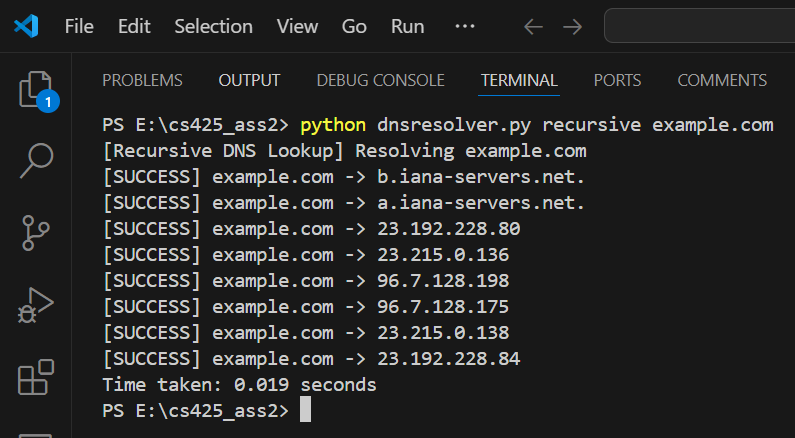 File Edit Selection View Go Run ···
PROBLEMS OUTPUT DEBUG CONSOLE TERMINAL PORTS COMMENTS
1
PS E:\cs425_ass2> python dnsresolver.py recursive example.com
[Recursive DNS Lookup] Resolving example.com
[SUCCESS] example.com -> b.iana-servers.net.
[SUCCESS] example.com -> a.iana-servers.net.
[SUCCESS] example.com -> 23.192.228.80
[SUCCESS] example.com -> 23.215.0.136
[SUCCESS] example.com -> 96.7.128.198
[SUCCESS] example.com -> 96.7.128.175
[SUCCESS] example.com -> 23.215.0.138
[SUCCESS] example.com -> 23.192.228.84
Time taken: 0.019 seconds
PS E:\cs425_ass2>